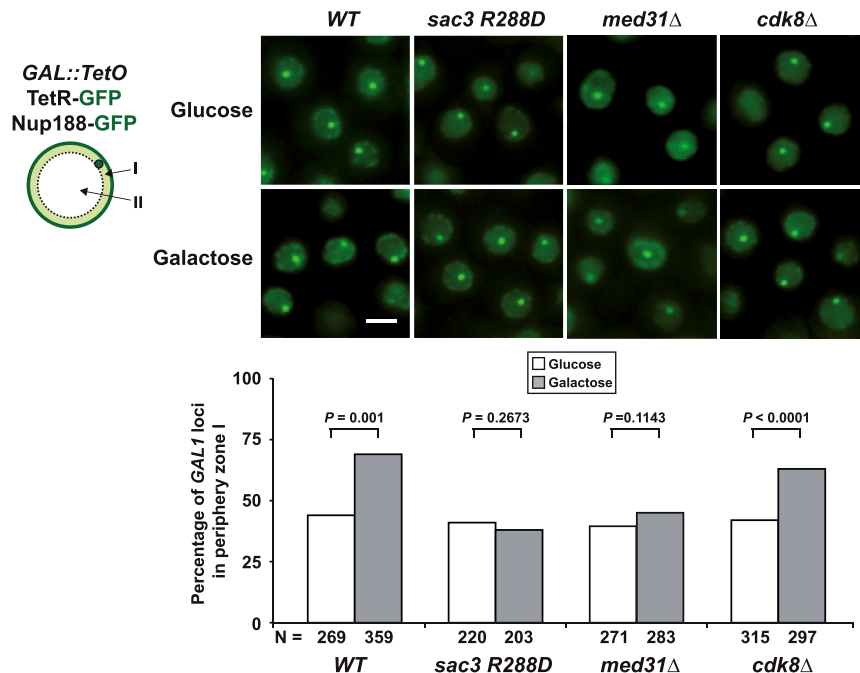 WT sac3 R288D med31Δ cdk8Δ
GAL::TetO
TetR-GFP
Nup188-GFP
I
II
Glucose
Galactose
Glucose
Galactose
Percentage of GAL1 loci
in periphery zone I
100
75
50
25
0
P = 0.001 P = 0.2673 P =0.1143 P < 0.0001
N = 269 359 220 203 271 283 315 297
WT sac3 R288D med31Δ cdk8Δ